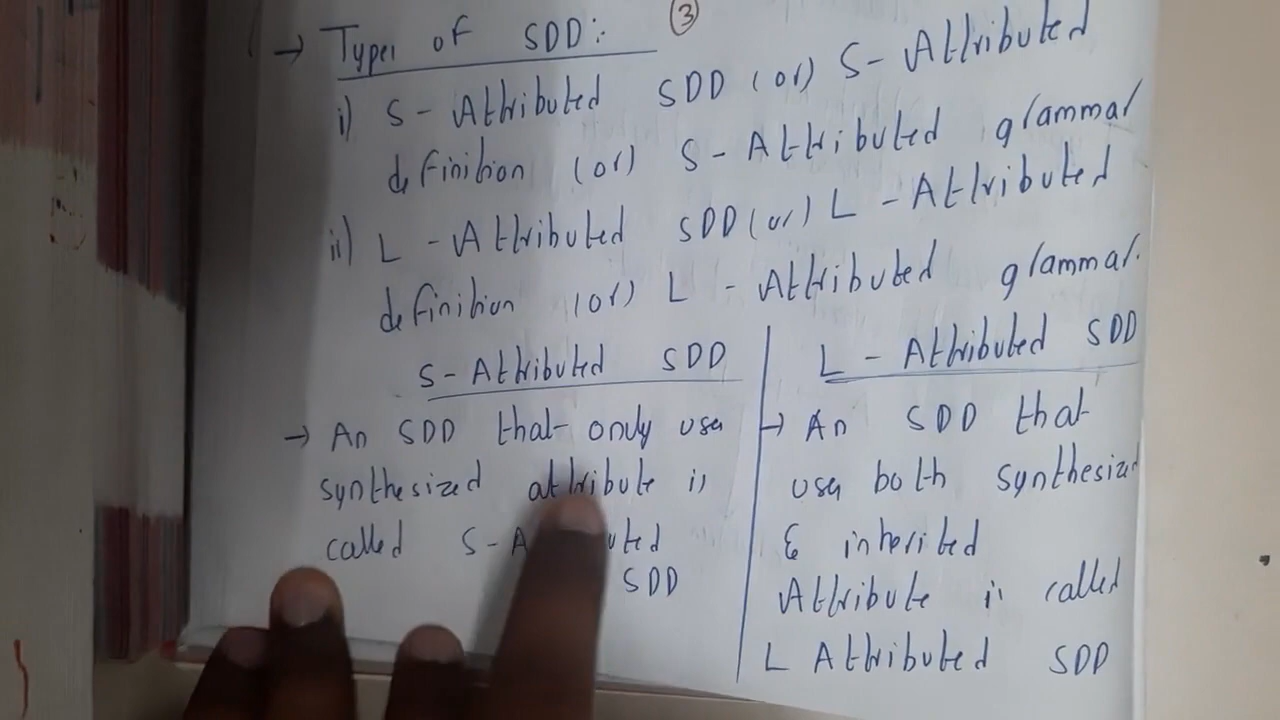 ③
→ Types of SDD:
i) S-Attributed SDD (or) S-Attributed
definition (or) S-Attributed grammar
ii) L-Attributed SDD (or) L-Attributed
definition (or) L-Attributed grammar.
S-Attributed SDD
→ An SDD that only uses
synthesized attribute is
called
SDD
L-Attributed SDD
→ An SDD that
uses both synthesized
& inherited
Attribute is called
L Attributed SDD